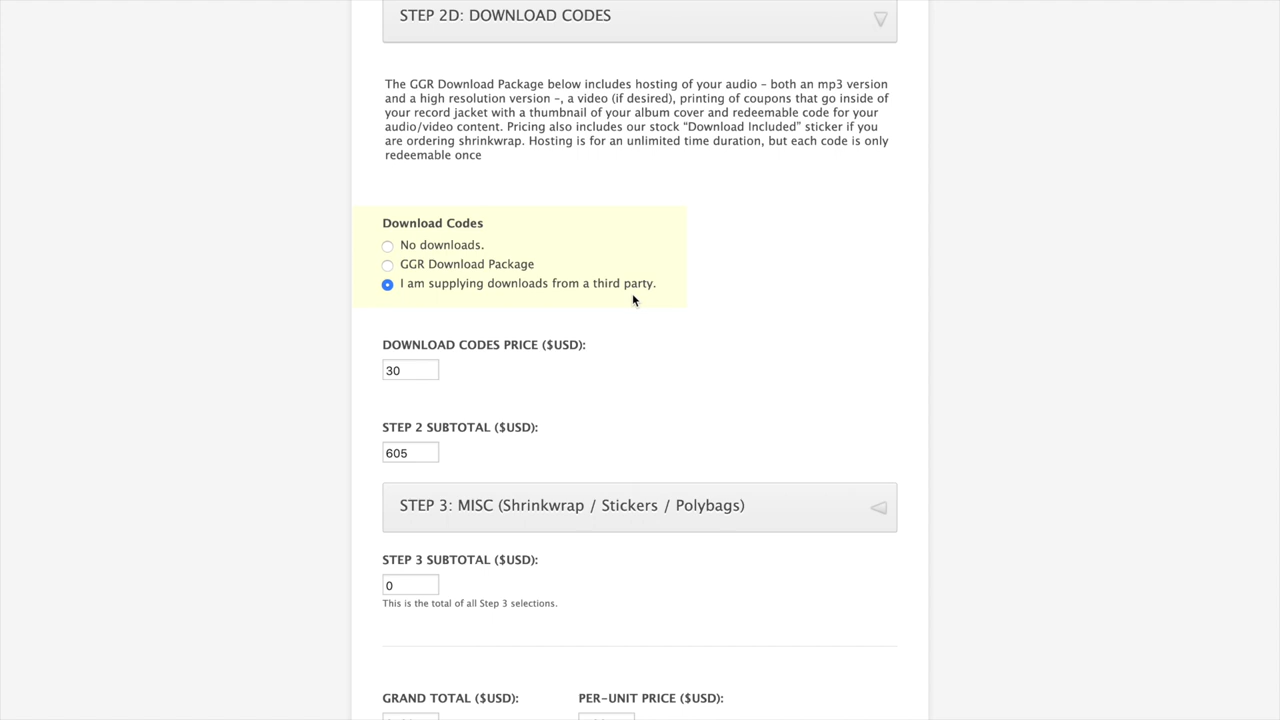 STEP 2D: DOWNLOAD CODES
The GGR Download Package below includes hosting of your audio – both an mp3 version
and a high resolution version –, a video (if desired), printing of coupons that go inside of
your record jacket with a thumbnail of your album cover and redeemable code for your
audio/video content. Pricing also includes our stock “Download Included” sticker if you
are ordering shrinkwrap. Hosting is for an unlimited time duration, but each code is only
redeemable once
Download Codes
No downloads.
GGR Download Package
I am supplying downloads from a third party.
DOWNLOAD CODES PRICE ($USD):
30
STEP 2 SUBTOTAL ($USD):
605
STEP 3: MISC (Shrinkwrap / Stickers / Polybags)
STEP 3 SUBTOTAL ($USD):
0
This is the total of all Step 3 selections.
GRAND TOTAL ($USD): PER-UNIT PRICE ($USD):